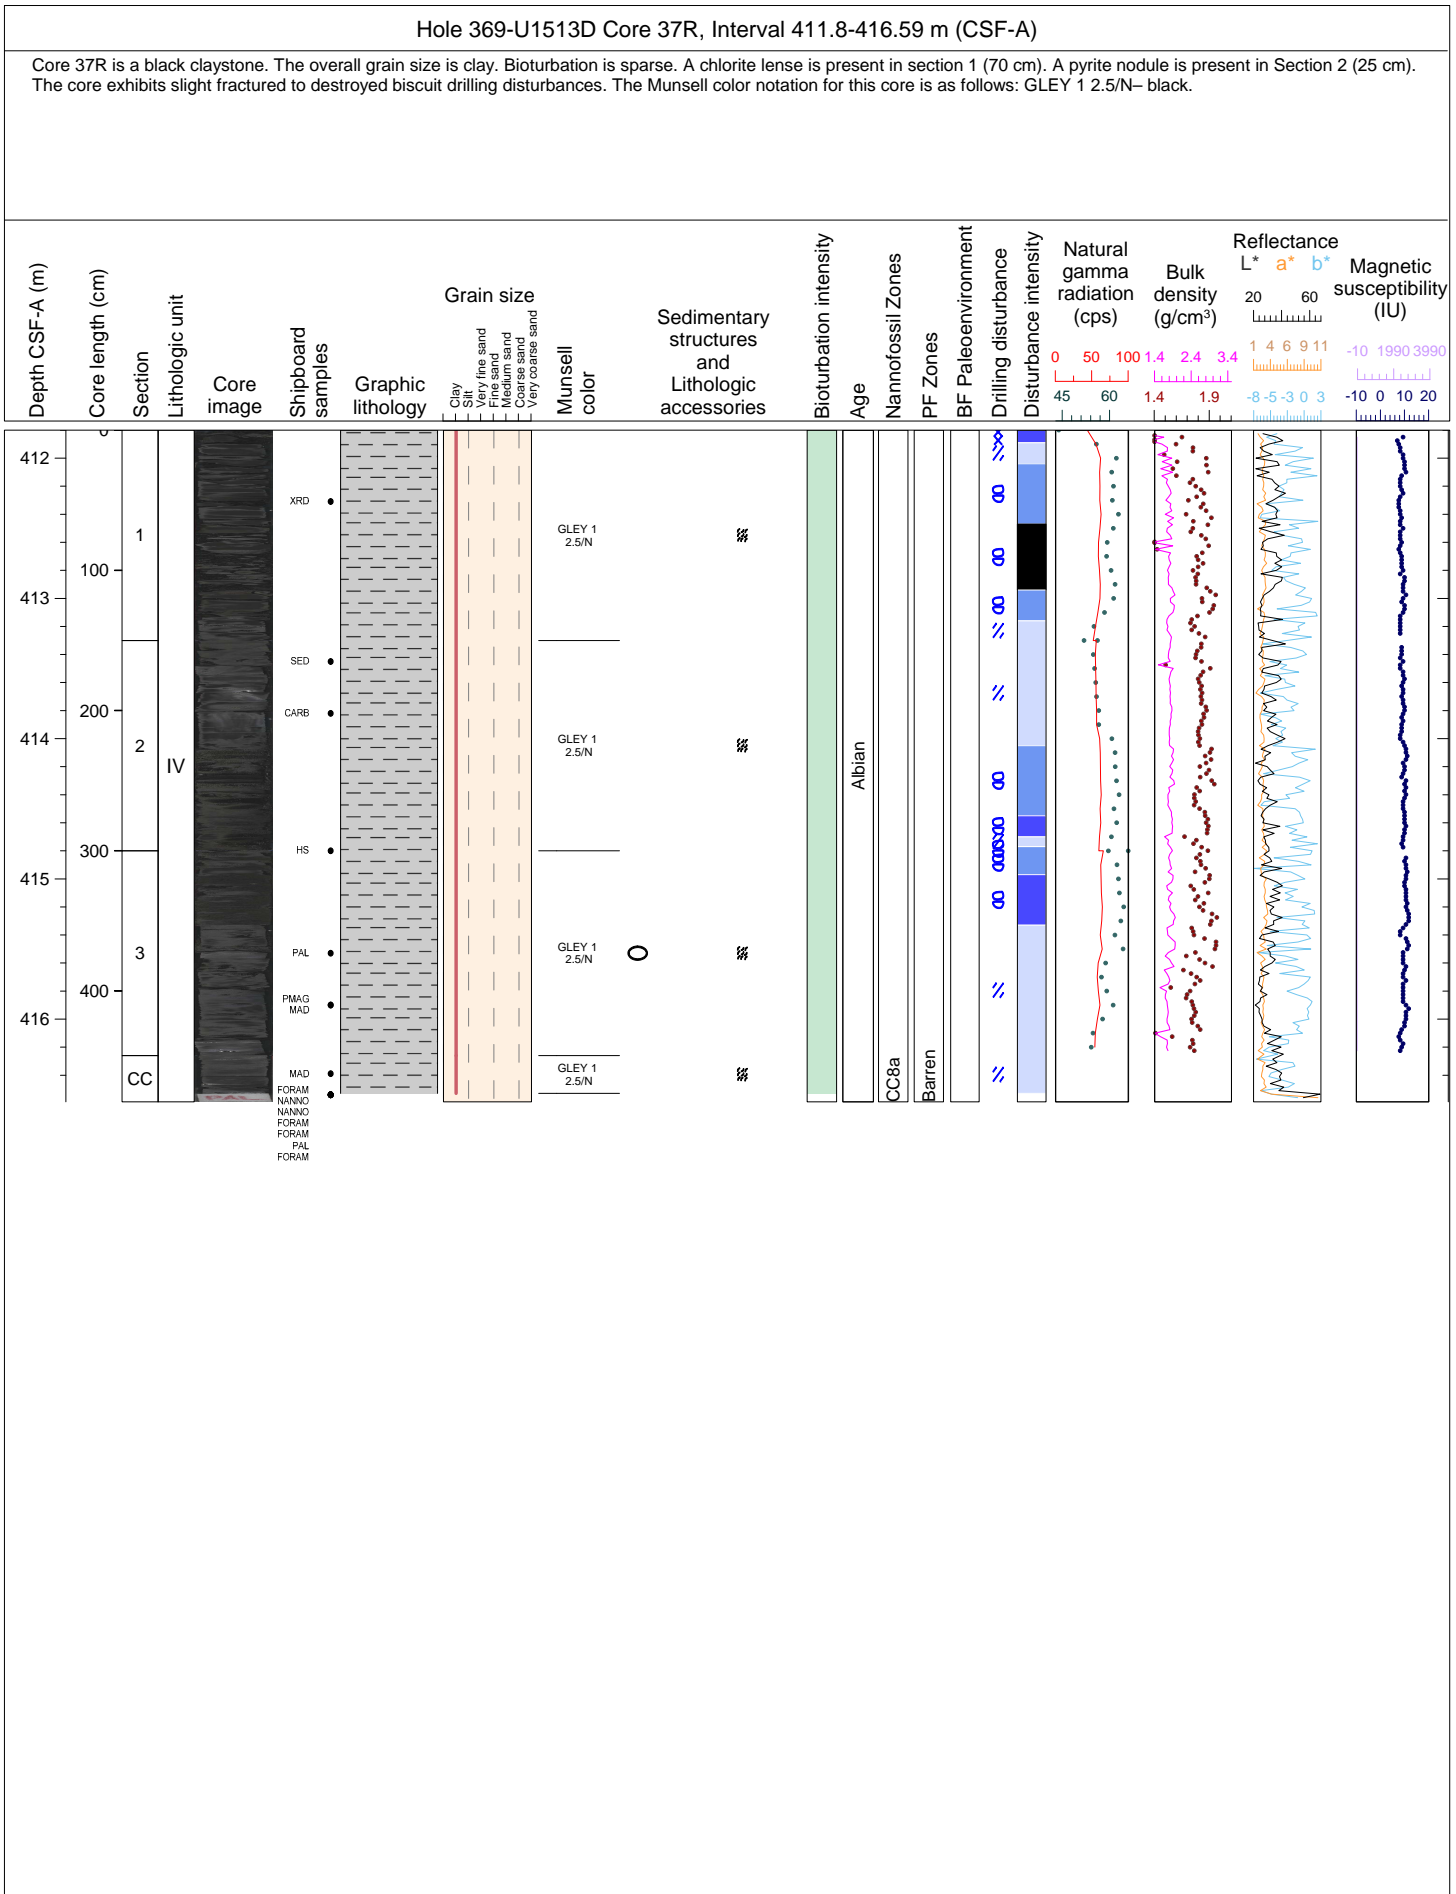 Hole 369-U1513D Core 37R, Interval 411.8-416.59 m (CSF-A)
Core 37R is a black claystone. The overall grain size is clay. Bioturbation is sparse. A chlorite lense is present in section 1 (70 cm). A pyrite nodule is present in Section 2 (25 cm).
The core exhibits slight fractured to destroyed biscuit drilling disturbances. The Munsell color notation for this core is as follows: GLEY 1 2.5/N– black.
Depth CSF-A (m)
Core length (cm)
Section
Lithologic unit
Core
image
Shipboard
samples
Graphic
lithology
Grain size
Clay
Silt
Very fine sand
Fine sand
Medium sand
Coarse sand
Very coarse sand
Munsell
color
Sedimentary
structures
and
Lithologic
accessories
Bioturbation intensity
Age
Nannofossil Zones
PF Zones
BF Paleoenvironment
Drilling disturbance
Disturbance intensity
Natural
gamma
radiation
(cps)
0 50 100
45 60
Bulk
density
(g/cm³)
1.4 2.4 3.4
1.4 1.9
Reflectance
L* a* b*
20 60
1 4 6 9 11
-8 -5 -3 0 3
Magnetic
susceptibility
(IU)
-10 1990 3990
-10 0 10 20
412
413
414
415
416
0
100
200
300
400
1
2
3
CC
IV
XRD
SED
CARB
HS
PAL
PMAG
MAD
MAD
FORAM
NANNO
NANNO
FORAM
FORAM
PAL
FORAM
GLEY 1
2.5/N
GLEY 1
2.5/N
GLEY 1
2.5/N
GLEY 1
2.5/N
Albian
CC8a
Barren
PAL